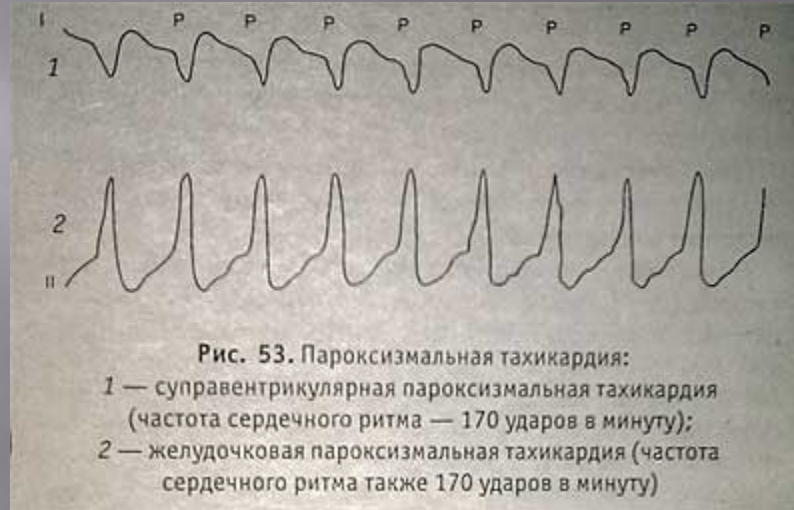 I P P P P P P P P P
1
2
II
Рис. 53. Пароксизмальная тахикардия:
1 — суправентрикулярная пароксизмальная тахикардия
(частота сердечного ритма — 170 ударов в минуту);
2 — желудочковая пароксизмальная тахикардия (частота
сердечного ритма также 170 ударов в минуту)